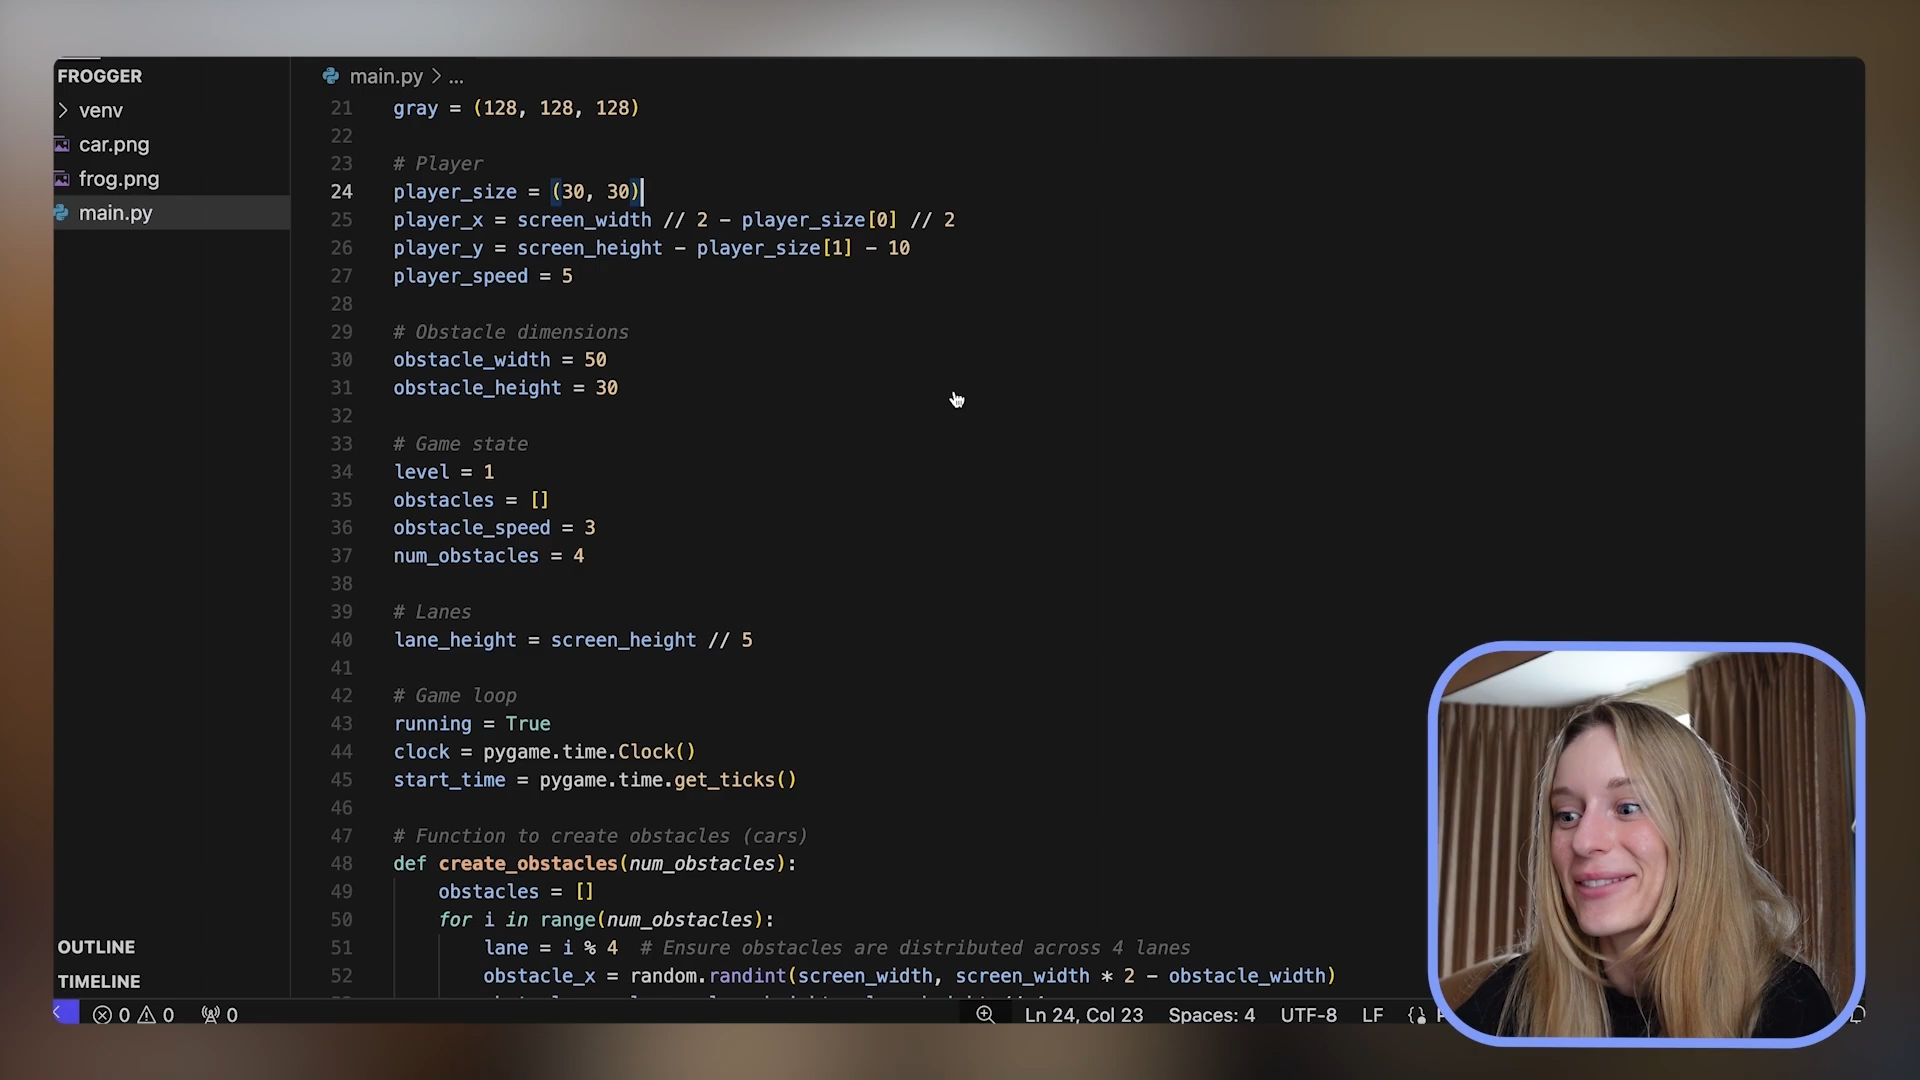 FROGGER
venv
car.png
frog.png
main.py
OUTLINE
TIMELINE
main.py > ...
21 gray = (128, 128, 128)
22
23 # Player
24 player_size = (30, 30)
25 player_x = screen_width // 2 - player_size[0] // 2
26 player_y = screen_height - player_size[1] - 10
27 player_speed = 5
28
29 # Obstacle dimensions
30 obstacle_width = 50
31 obstacle_height = 30
32
33 # Game state
34 level = 1
35 obstacles = []
36 obstacle_speed = 3
37 num_obstacles = 4
38
39 # Lanes
40 lane_height = screen_height // 5
41
42 # Game loop
43 running = True
44 clock = pygame.time.Clock()
45 start_time = pygame.time.get_ticks()
46
47 # Function to create obstacles (cars)
48 def create_obstacles(num_obstacles):
49 obstacles = []
50 for i in range(num_obstacles):
51 lane = i % 4 # Ensure obstacles are distributed across 4 lanes
52 obstacle_x = random.randint(screen_width, screen_width * 2 - obstacle_width)
0 0 0 Ln 24, Col 23 Spaces: 4 UTF-8 LF